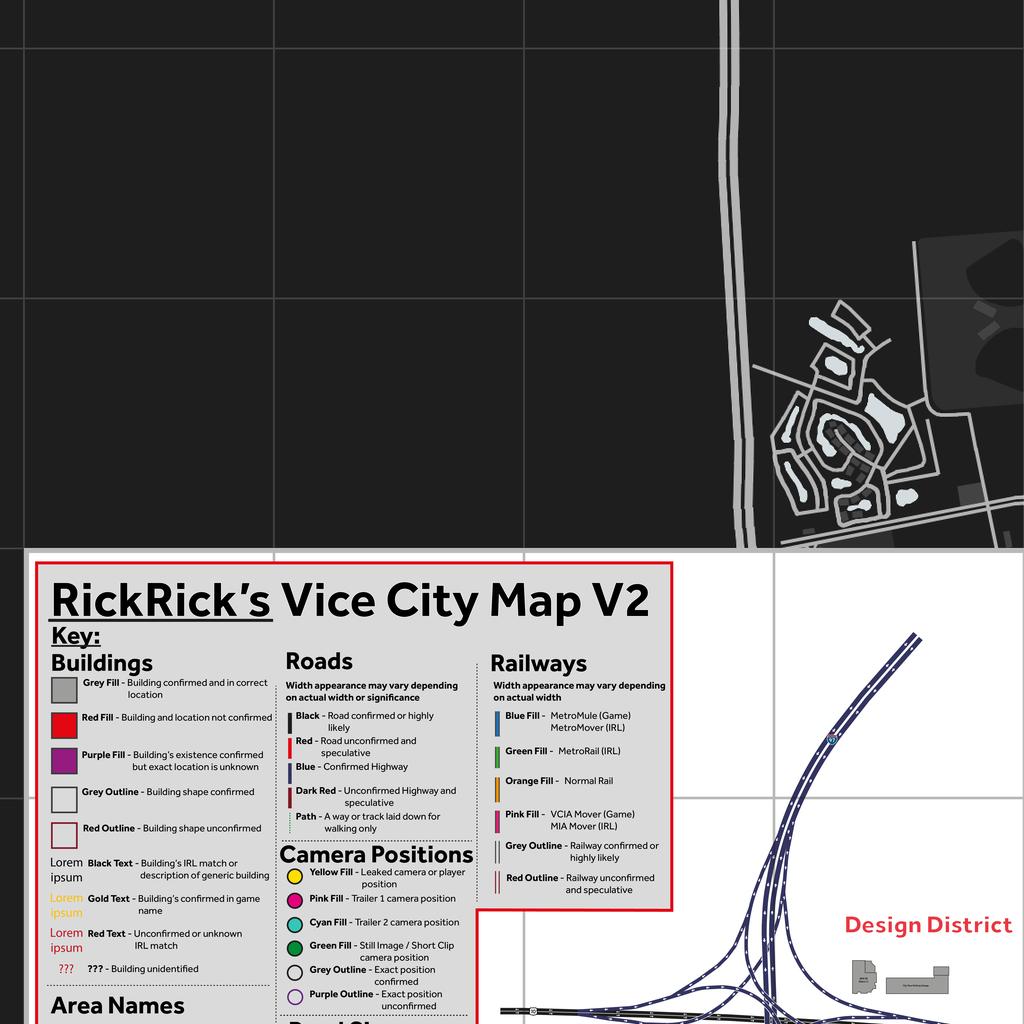 RickRick's Vice City Map V2
Key:
Buildings
Grey Fill - Building confirmed and in correct
location
Red Fill - Building and location not confirmed
Purple Fill - Building's existence confirmed
but exact location is unknown
Grey Outline - Building shape confirmed
Red Outline - Building shape unconfirmed
Lorem
ipsum
Black Text - Building's IRL match or
description of generic building
Lorem
ipsum
Gold Text - Building's confirmed in game
name
Lorem
ipsum
Red Text - Unconfirmed or unknown
IRL match
??? ??? - Building unidentified
Area Names
Roads
Width appearance may vary depending
on actual width or significance
Black - Road confirmed or highly
likely
Red - Road unconfirmed and
speculative
Blue - Confirmed Highway
Dark Red - Unconfirmed Highway and
speculative
Path - A way or track laid down for
walking only
Camera Positions
Yellow Fill - Leaked camera or player
position
Pink Fill - Trailer 1 camera position
Cyan Fill - Trailer 2 camera position
Green Fill - Still Image / Short Clip
camera position
Grey Outline - Exact position
confirmed
Purple Outline - Exact position
unconfirmed
Railways
Width appearance may vary depending
on actual width
Blue Fill - MetroMule (Game)
MetroMover (IRL)
Green Fill - MetroRail (IRL)
Orange Fill - Normal Rail
Pink Fill - VCIA Mover (Game)
MIA Mover (IRL)
Grey Outline - Railway confirmed or
highly likely
Red Outline - Railway unconfirmed
and speculative
Design District